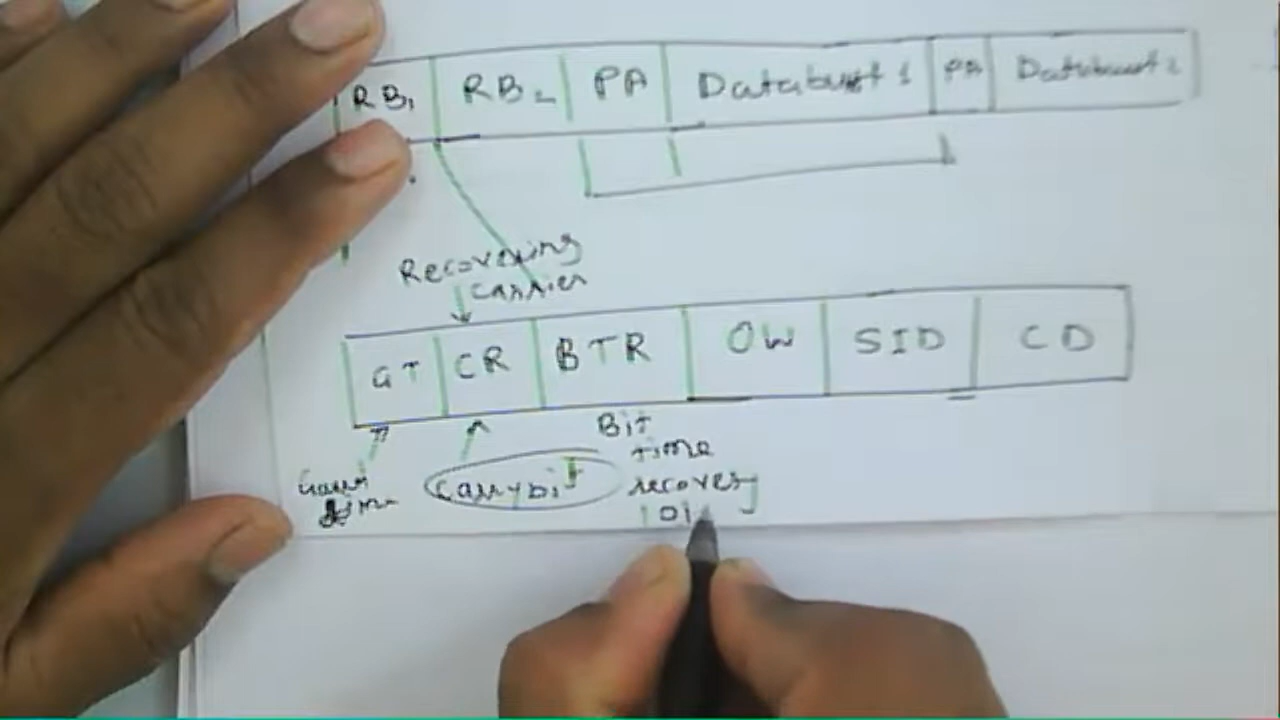 RB1 RB2 PA Databurst 1 PA Databurst 2
Recovering
carrier
GT CR BTR OW SID CD
Bit
time
recovery
101
carrybit